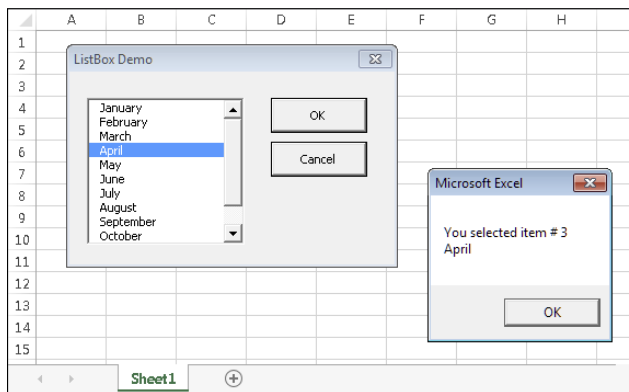 A B C D E F G H
1
ListBox Demo
2
3
January
4
OK
February
5
March
April
6
Cancel
May
7
June
Microsoft Excel
8
July
August
9
September
You selected item # 3
10
October
April
11
12
13
OK
14
15
Sheet1